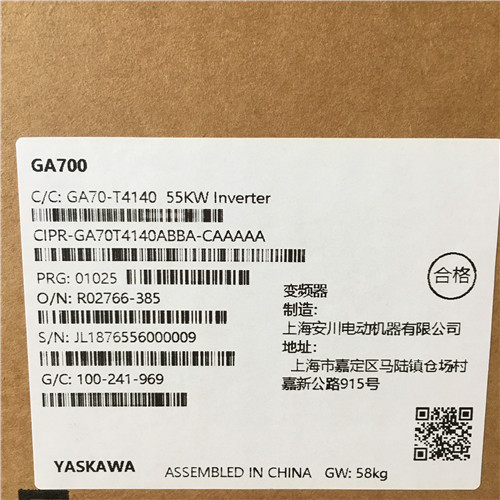 GA700
C/C: GA70-T4140 55KW Inverter
CIPR-GA70T4140ABBA-CAAAAA
PRG: 01025
O/N: R02766-385
S/N: JL1876556000009
G/C: 100-241-969
合格
变频器
制造:
上海安川电动机器有限公司
地址:
上海市嘉定区马陆镇仓场村
嘉新公路915号
YASKAWA ASSEMBLED IN CHINA GW: 58kg